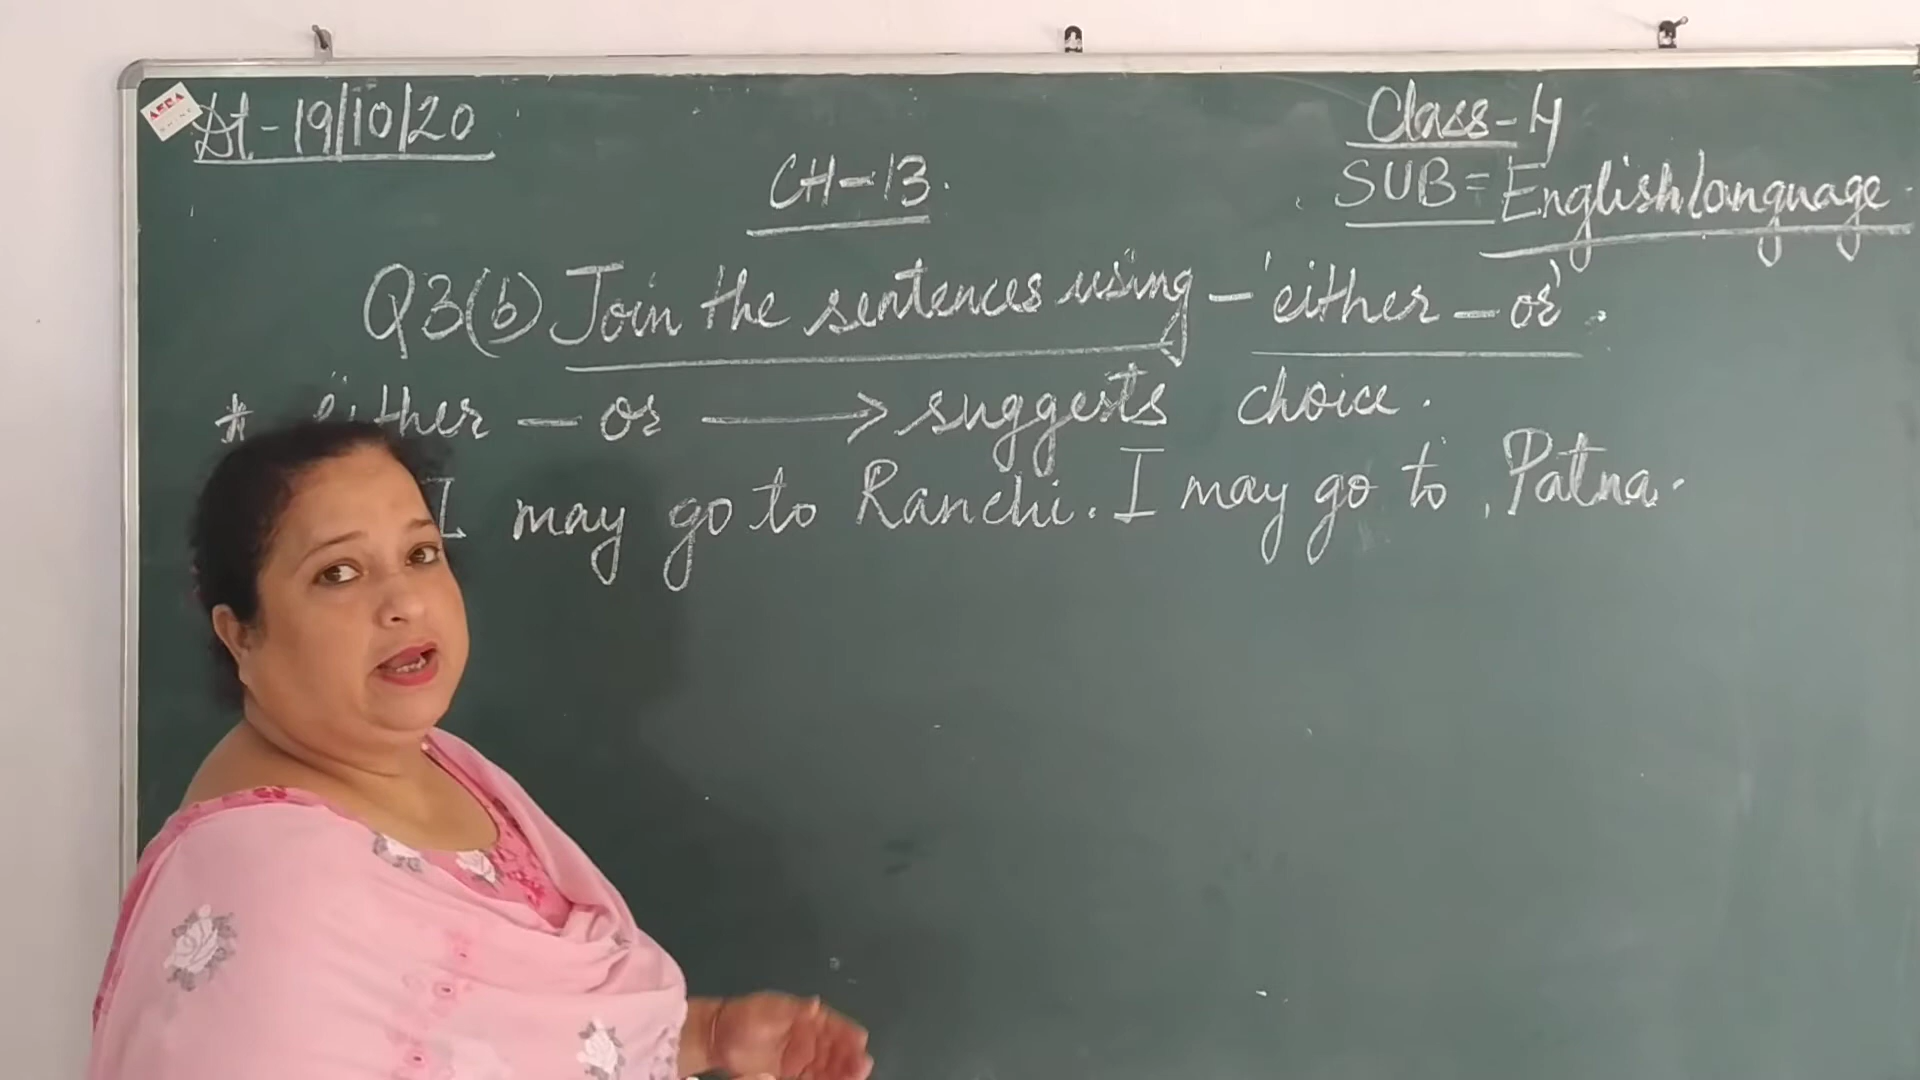 Dt - 19/10/20
Class - 4
CH - 13.
SUB = English language.
Q3(b) Join the sentences using - 'either - or'.
* either - or → suggests choice.
I may go to Ranchi. I may go to Patna.